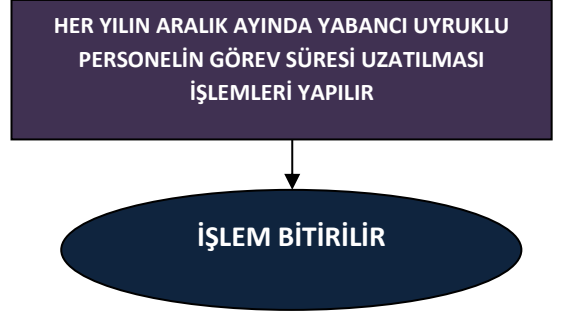 HER YILIN ARALIK AYINDA YABANCI UYRUKLU
PERSONELİN GÖREV SÜRESİ UZATILMASI
İŞLEMLERİ YAPILIR
İŞLEM BİTİRİLİR